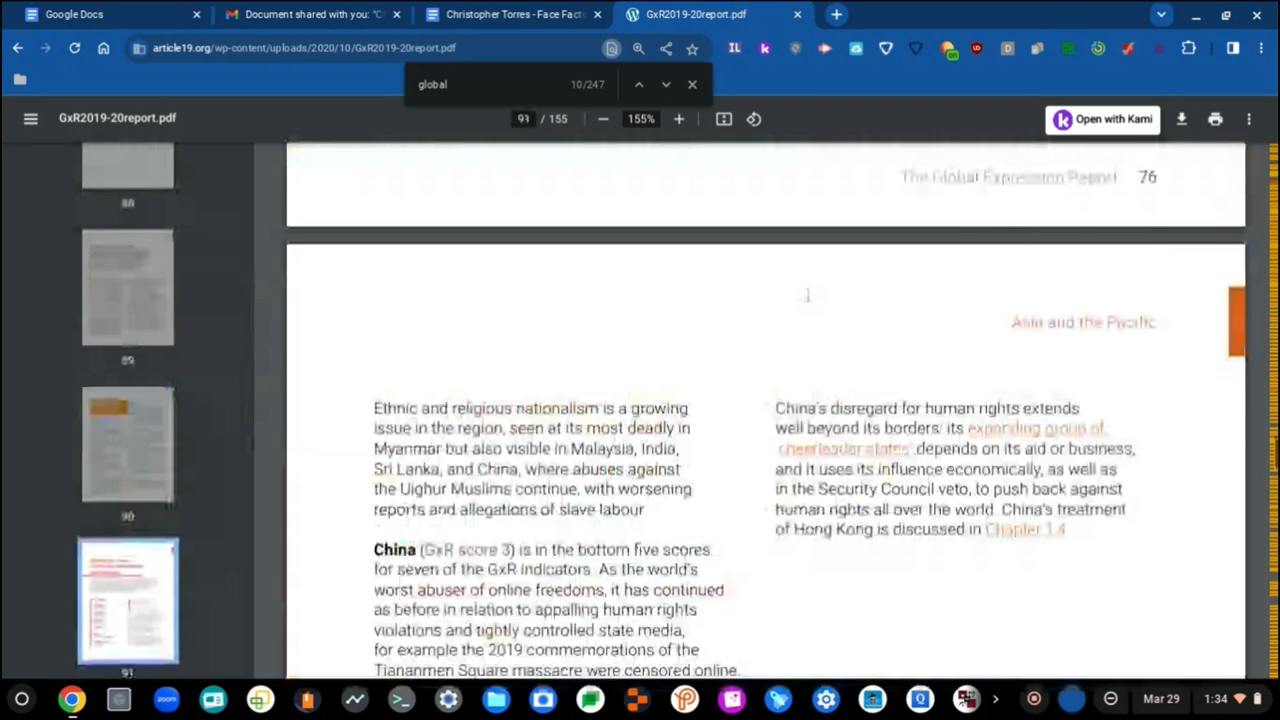 Google Docs
Document shared with you: "C
Christopher Torres - Face Facts
GxR2019-20report.pdf
article19.org/wp-content/uploads/2020/10/GxR2019-20report.pdf
global 10/247
GxR2019-20report.pdf
91 / 155
155%
Open with Kami
88
89
90
91
The Global Expression Report 76
Asia and the Pacific
Ethnic and religious nationalism is a growing
issue in the region, seen at its most deadly in
Myanmar but also visible in Malaysia, India,
Sri Lanka, and China, where abuses against
the Uighur Muslims continue, with worsening
reports and allegations of slave labour
China (GxR score 3) is in the bottom five scores
for seven of the GxR indicators. As the world's
worst abuser of online freedoms, it has continued
as before in relation to appalling human rights
violations and tightly controlled state media,
for example the 2019 commemorations of the
Tiananmen Square massacre were censored online.
China's disregard for human rights extends
well beyond its borders: its expanding group of
cheerleader states depends on its aid or business,
and it uses its influence economically, as well as
in the Security Council veto, to push back against
human rights all over the world. China's treatment
of Hong Kong is discussed in Chapter 1.4
Mar 29
1:34